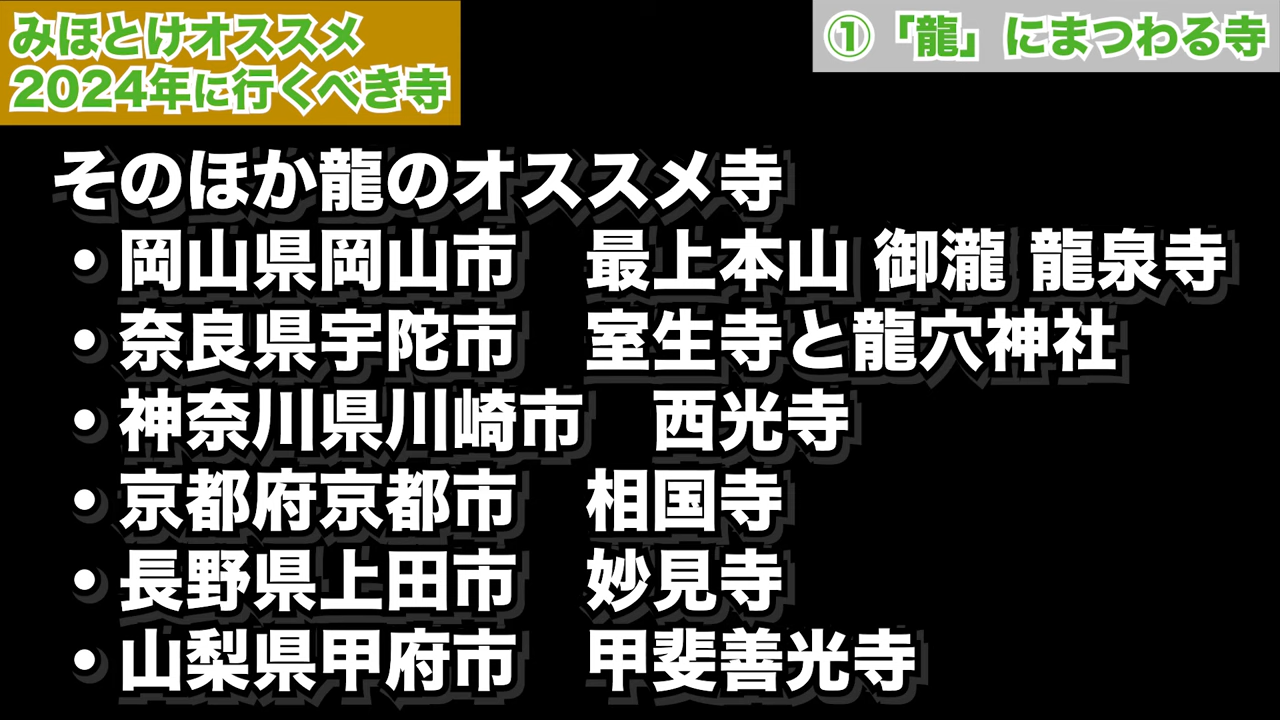 みほとけオススメ
2024年に行くべき寺
①「龍」にまつわる寺
そのほか龍のオススメ寺
・岡山県岡山市　最上本山 御瀧 龍泉寺
・奈良県宇陀市　室生寺と龍穴神社
・神奈川県川崎市　西光寺
・京都府京都市　相国寺
・長野県上田市　妙見寺
・山梨県甲府市　甲斐善光寺